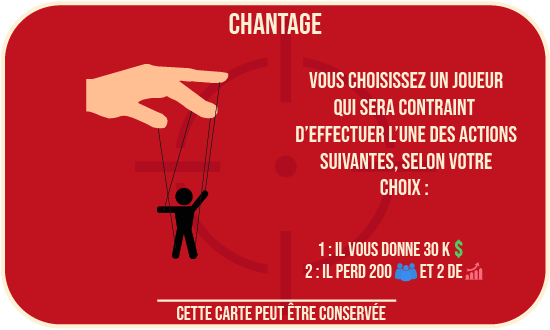 CHANTAGE
VOUS CHOISISSEZ UN JOUEUR
QUI SERA CONTRAINT
D'EFFECTUER L'UNE DES ACTIONS
SUIVANTES, SELON VOTRE
CHOIX :
1 : IL VOUS DONNE 30 K $
2 : IL PERD 200 ET 2 DE
CETTE CARTE PEUT ÊTRE CONSERVÉE